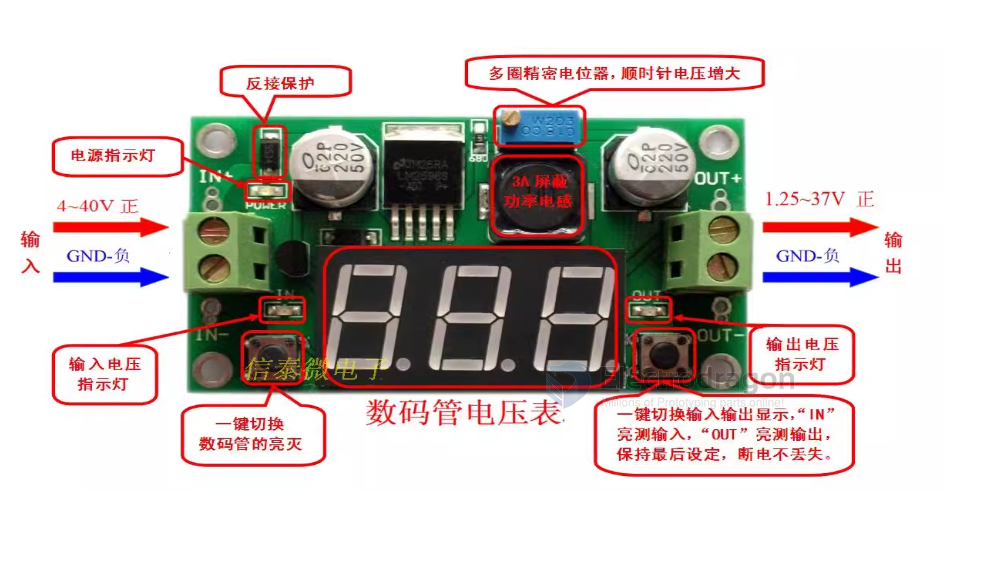 反接保护
多圈精密电位器，顺时针电压增大
电源指示灯
IN+
POWER
220
50V
LM2596S
W203
3A 屏蔽
功率电感
220
50V
OUT+
4~40V 正
GND-负
输入
1.25~37V 正
GND-负
输出
IN
OUT
IN-
OUT-
输入电压
指示灯
输出电压
指示灯
信泰微电子
数码管电压表
一键切换
数码管的亮灭
一键切换输入输出显示，“IN”
亮测输入，“OUT”亮测输出，
保持最后设定，断电不丢失。
Millions of Prototyping parts online!